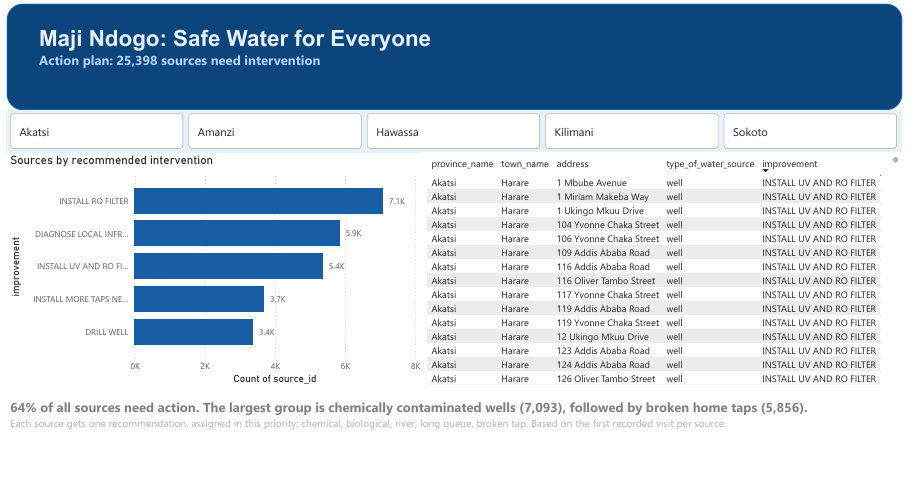 Maji Ndogo: Safe Water for Everyone
Action plan: 25,398 sources need intervention
Akatsi
Amanzi
Hawassa
Kilimani
Sokoto
Sources by recommended intervention
improvement
INSTALL RO FILTER 7.1K
DIAGNOSE LOCAL INFR... 5.9K
INSTALL UV AND RO FI... 5.4K
INSTALL MORE TAPS NE... 3.7K
DRILL WELL 3.4K
0K 2K 4K 6K 8K
Count of source_id
province_name town_name address type_of_water_source improvement
Akatsi Harare 1 Mbube Avenue well INSTALL UV AND RO FILTER
Akatsi Harare 1 Miriam Makeba Way well INSTALL UV AND RO FILTER
Akatsi Harare 1 Ukingo Mkuu Drive well INSTALL UV AND RO FILTER
Akatsi Harare 104 Yvonne Chaka Street well INSTALL UV AND RO FILTER
Akatsi Harare 106 Yvonne Chaka Street well INSTALL UV AND RO FILTER
Akatsi Harare 109 Addis Ababa Road well INSTALL UV AND RO FILTER
Akatsi Harare 116 Addis Ababa Road well INSTALL UV AND RO FILTER
Akatsi Harare 116 Oliver Tambo Street well INSTALL UV AND RO FILTER
Akatsi Harare 117 Yvonne Chaka Street well INSTALL UV AND RO FILTER
Akatsi Harare 119 Addis Ababa Road well INSTALL UV AND RO FILTER
Akatsi Harare 119 Yvonne Chaka Street well INSTALL UV AND RO FILTER
Akatsi Harare 12 Ukingo Mkuu Drive well INSTALL UV AND RO FILTER
Akatsi Harare 123 Addis Ababa Road well INSTALL UV AND RO FILTER
Akatsi Harare 124 Addis Ababa Road well INSTALL UV AND RO FILTER
Akatsi Harare 126 Oliver Tambo Street well INSTALL UV AND RO FILTER
64% of all sources need action. The largest group is chemically contaminated wells (7,093), followed by broken home taps (5,856).
Each source gets one recommendation, assigned in this priority: chemical, biological, river, long queue, broken tap. Based on the first recorded visit per source.